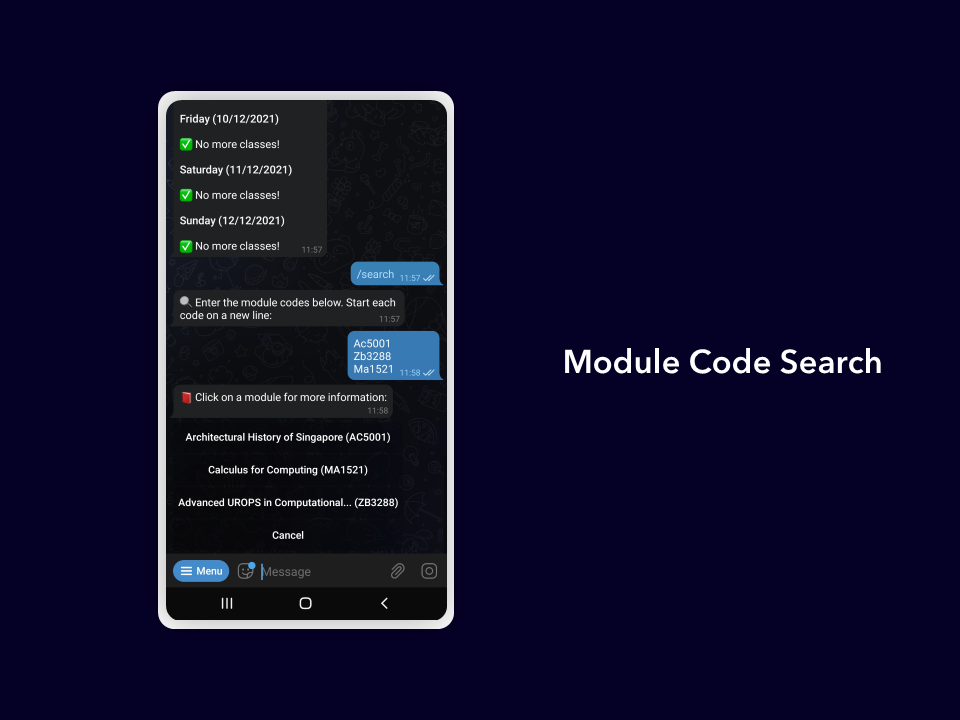 Friday (10/12/2021)
✅ No more classes!
Saturday (11/12/2021)
✅ No more classes!
Sunday (12/12/2021)
✅ No more classes!
11:57
/search
11:57
🔍 Enter the module codes below. Start each
code on a new line:
11:57
Ac5001
Zb3288
Ma1521
11:58
📕 Click on a module for more information:
11:58
Architectural History of Singapore (AC5001)
Calculus for Computing (MA1521)
Advanced UROPS in Computational... (ZB3288)
Cancel
Menu
Message
Module Code Search